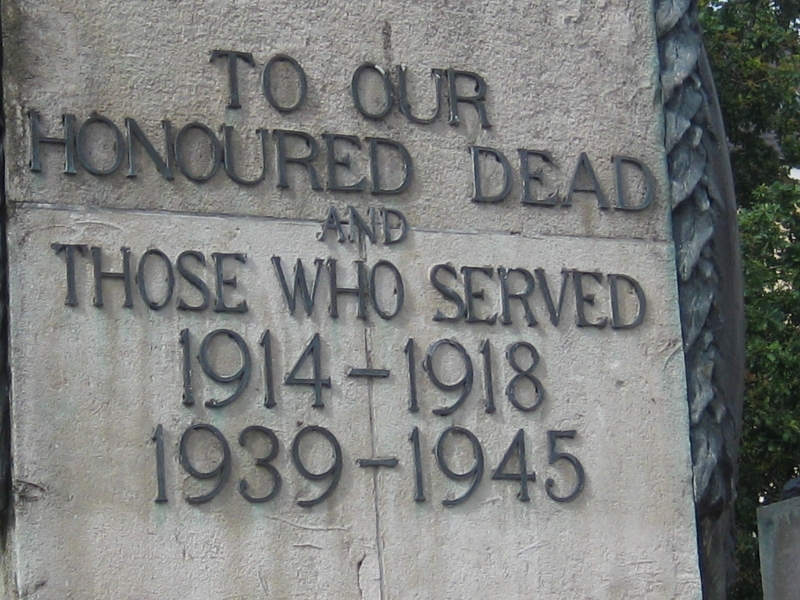 TO OUR
HONOURED DEAD
AND
THOSE WHO SERVED
1914-1918
1939-1945